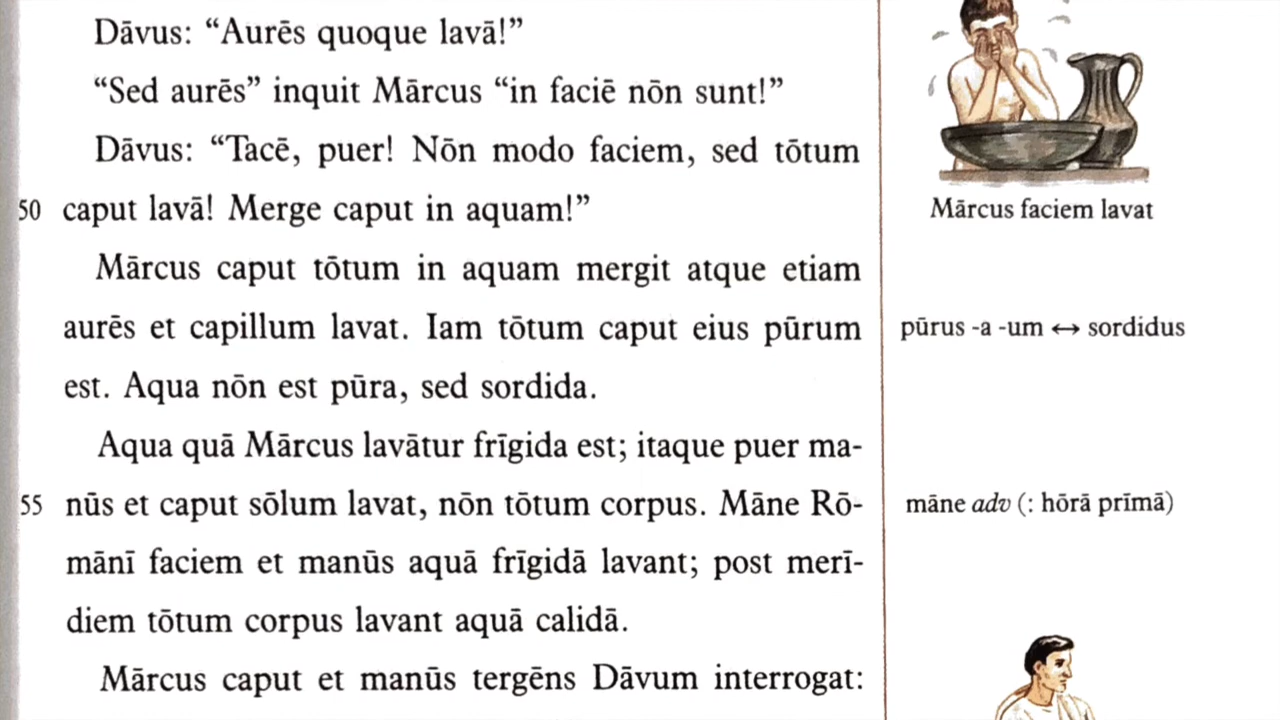 Dāvus: “Aurēs quoque lavā!”
“Sed aurēs” inquit Mārcus “in faciē nōn sunt!”
Dāvus: “Tacē, puer! Nōn modo faciem, sed tōtum
50 caput lavā! Merge caput in aquam!”
Mārcus caput tōtum in aquam mergit atque etiam
aurēs et capillum lavat. Iam tōtum caput eius pūrum
est. Aqua nōn est pūra, sed sordida.
Aqua quā Mārcus lavātur frīgida est; itaque puer ma-
55 nūs et caput sōlum lavat, nōn tōtum corpus. Māne Rō-
mānī faciem et manūs aquā frīgidā lavant; post merī-
diem tōtum corpus lavant aquā calidā.
Mārcus caput et manūs tergēns Dāvum interrogat:
Mārcus faciem lavat
pūrus -a -um ↔ sordidus
māne adv (: hōrā prīmā)